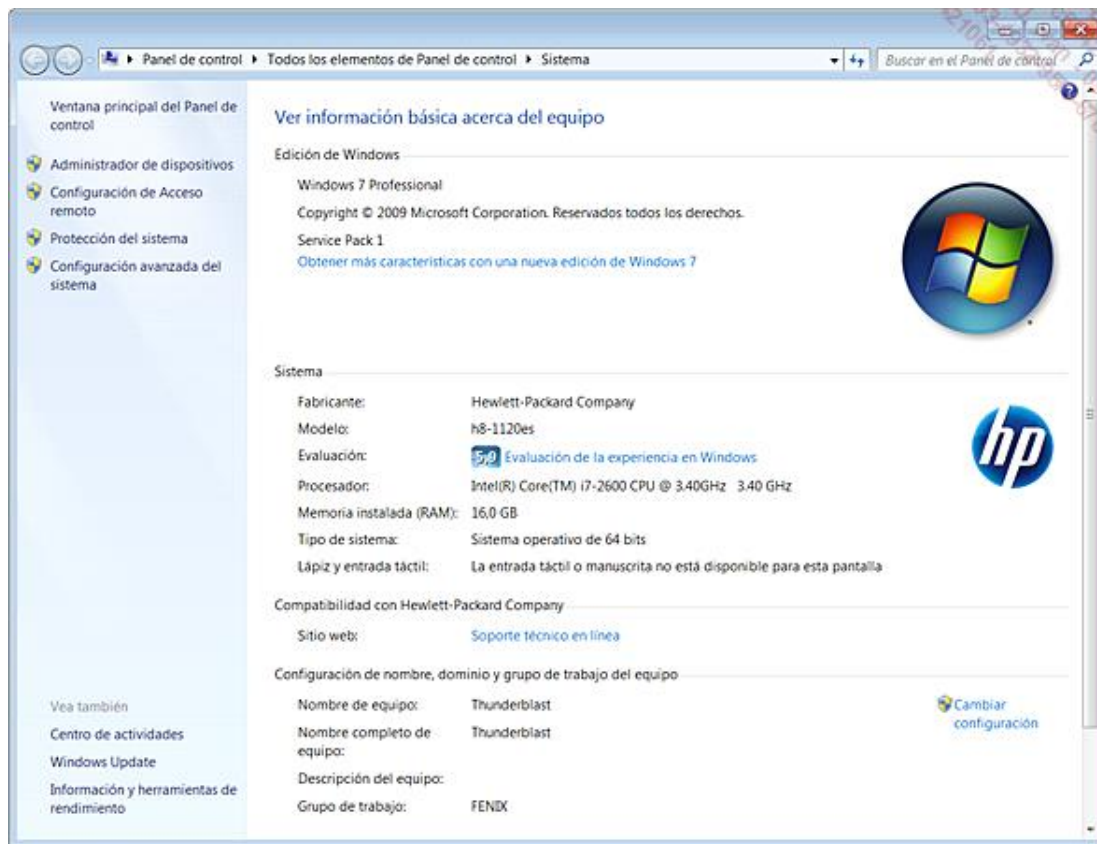 Panel de control ▸ Todos los elementos de Panel de control ▸ Sistema
Buscar en el Panel de control
Ventana principal del Panel de
control
Administrador de dispositivos
Configuración de Acceso
remoto
Protección del sistema
Configuración avanzada del
sistema
Vea también
Centro de actividades
Windows Update
Información y herramientas de
rendimiento
Ver información básica acerca del equipo
Edición de Windows
Windows 7 Professional
Copyright © 2009 Microsoft Corporation. Reservados todos los derechos.
Service Pack 1
Obtener más características con una nueva edición de Windows 7
Sistema
Fabricante: Hewlett-Packard Company
Modelo: h8-1120es
Evaluación: 5,9 Evaluación de la experiencia en Windows
Procesador: Intel(R) Core(TM) i7-2600 CPU @ 3.40GHz 3.40 GHz
Memoria instalada (RAM): 16,0 GB
Tipo de sistema: Sistema operativo de 64 bits
Lápiz y entrada táctil: La entrada táctil o manuscrita no está disponible para esta pantalla
hp
Compatibilidad con Hewlett-Packard Company
Sitio web: Soporte técnico en línea
Configuración de nombre, dominio y grupo de trabajo del equipo
Nombre de equipo: Thunderblast
Cambiar
configuración
Nombre completo de
equipo: Thunderblast
Descripción del equipo:
Grupo de trabajo: FENIX